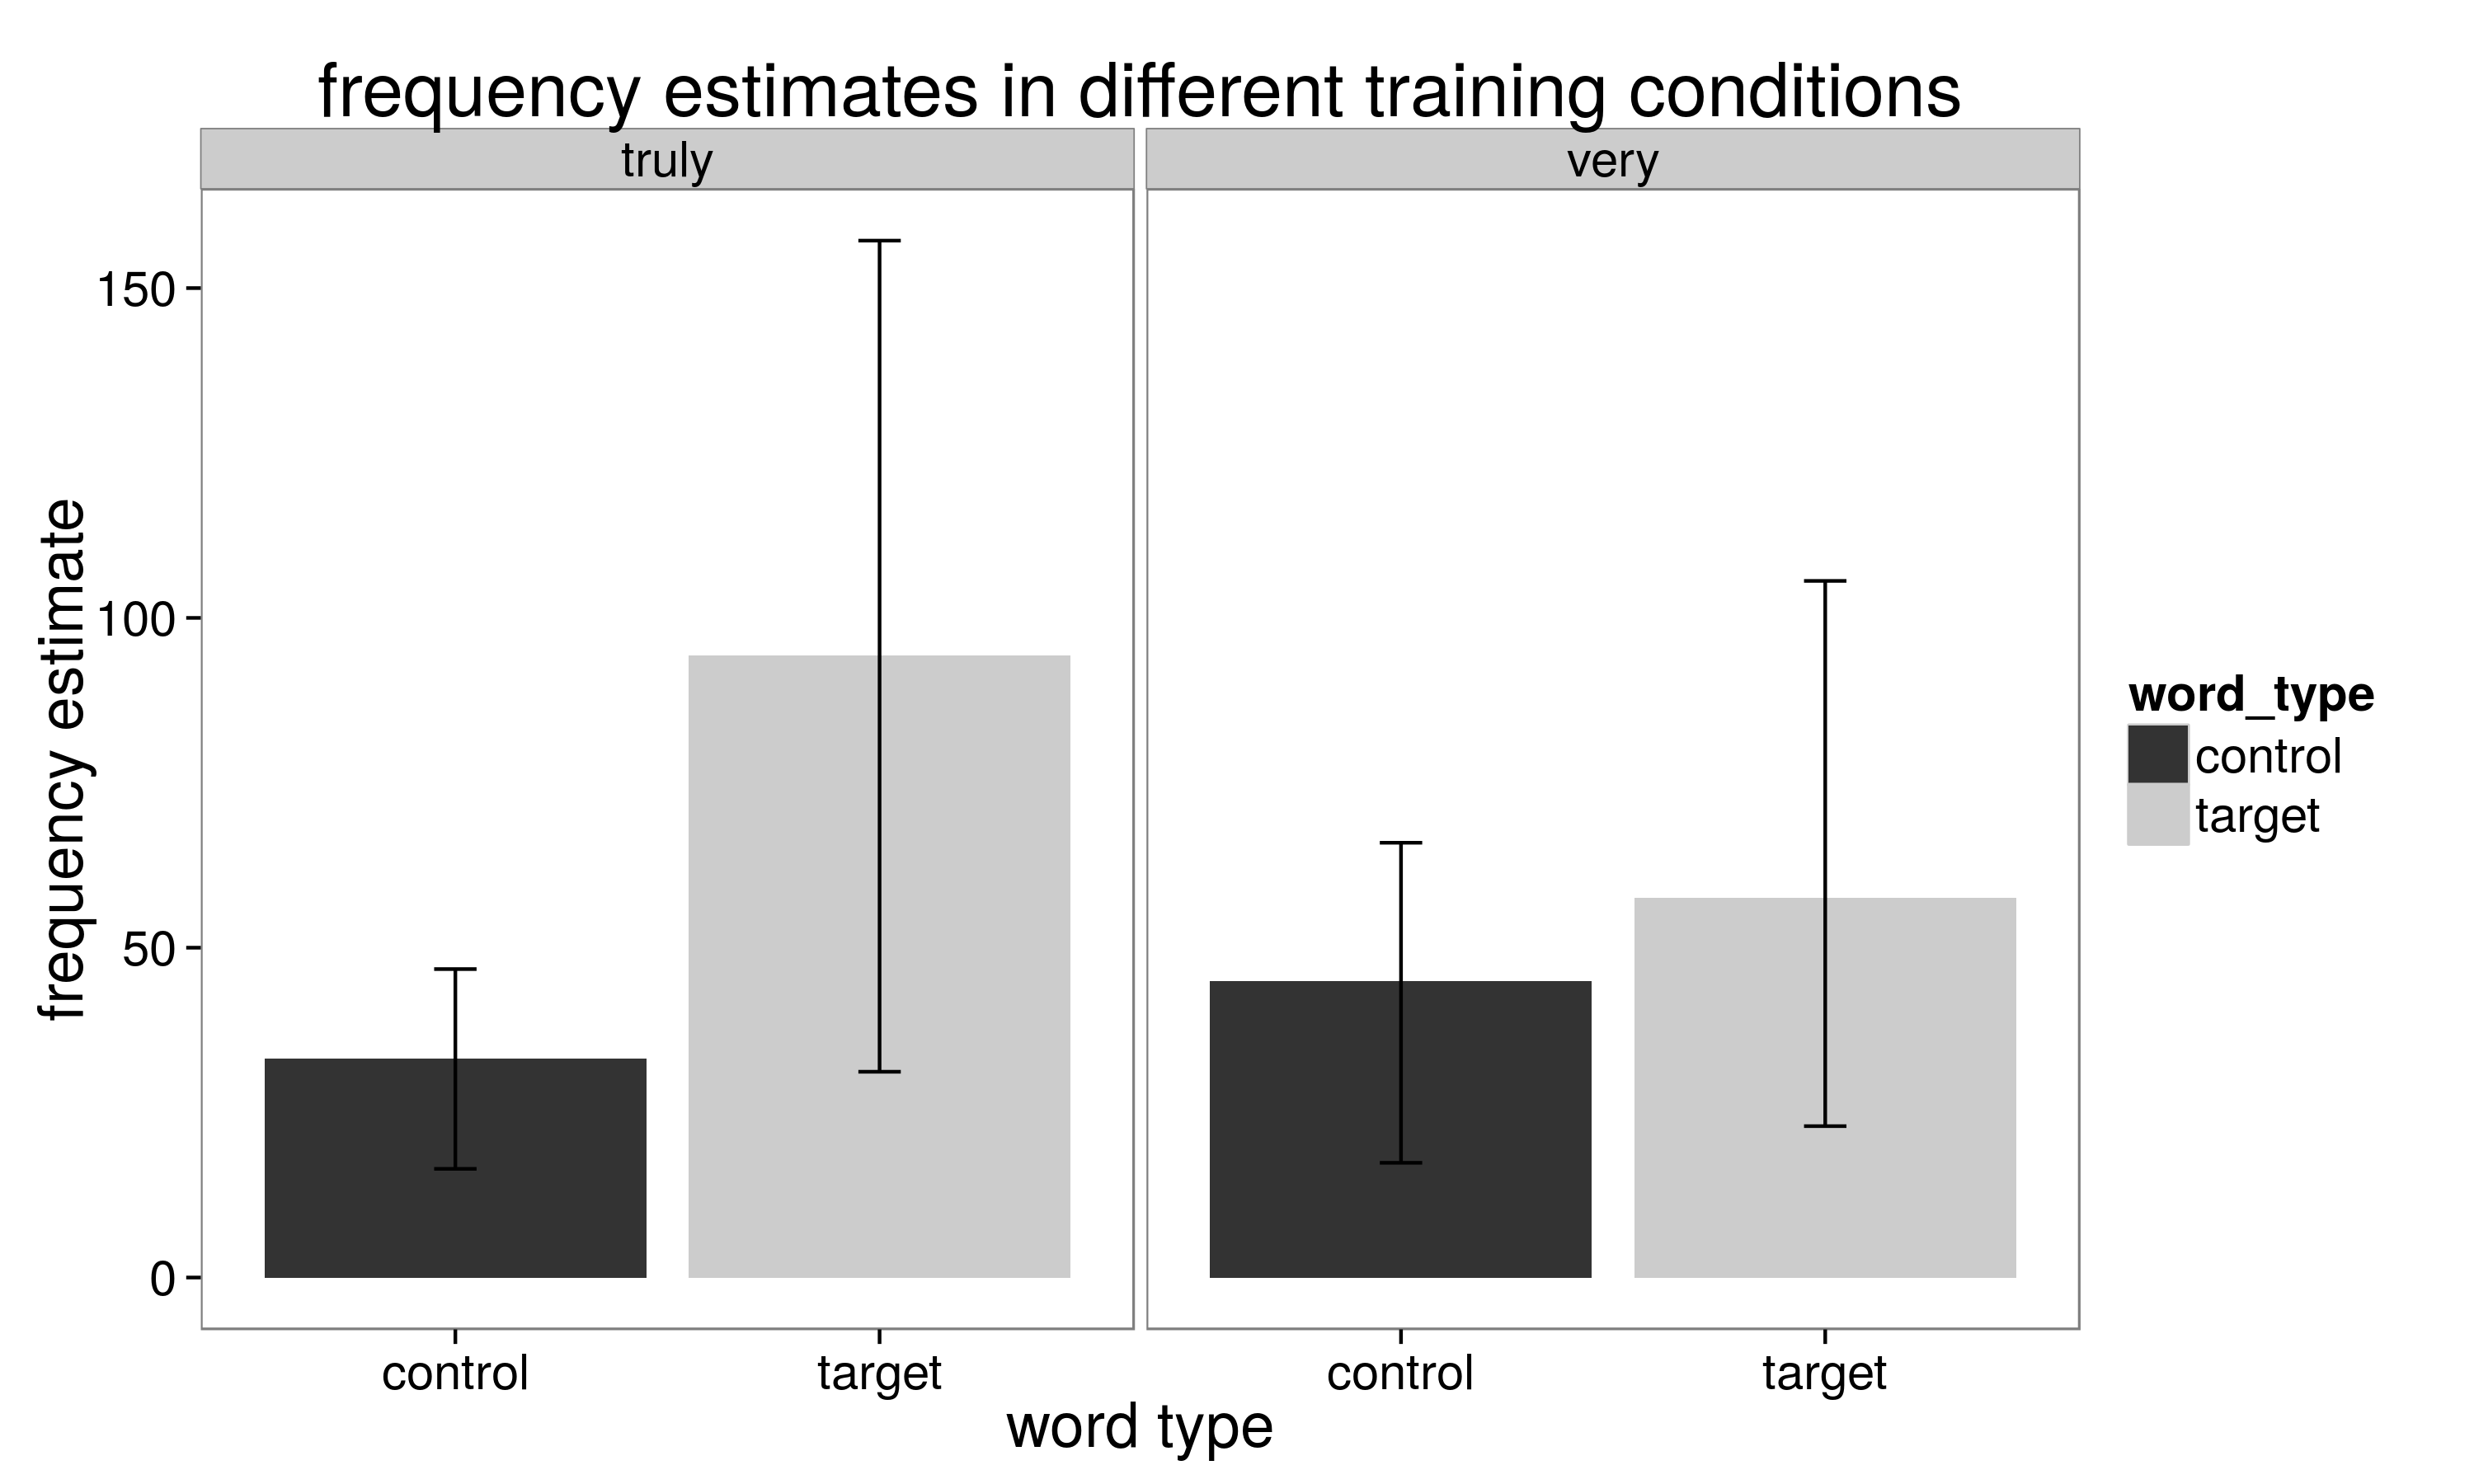 frequency estimates in different training conditions
truly
very
frequency estimate
150
100
50
0
control
target
control
target
word type
word_type
control
target